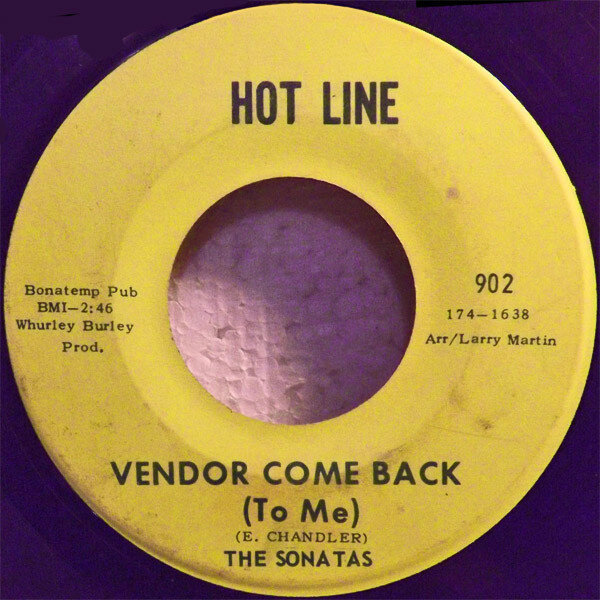 HOT LINE
Bonatemp Pub
BMI-2:46
Whurley Burley
Prod.
902
174-1638
Arr/Larry Martin
VENDOR COME BACK
(To Me)
(E. CHANDLER)
THE SONATAS